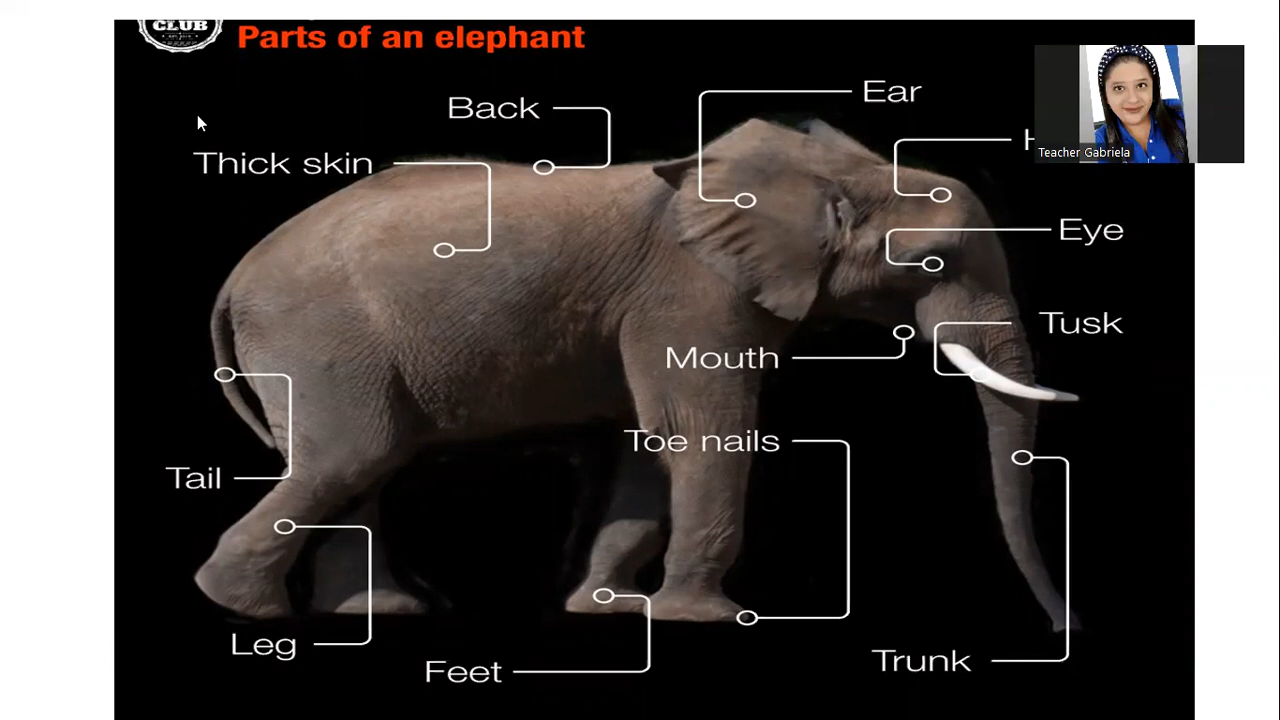 CLUB
Parts of an elephant
Ear
Back
Thick skin
Teacher Gabriela
Eye
Tusk
Mouth
Toe nails
Tail
Leg
Feet
Trunk